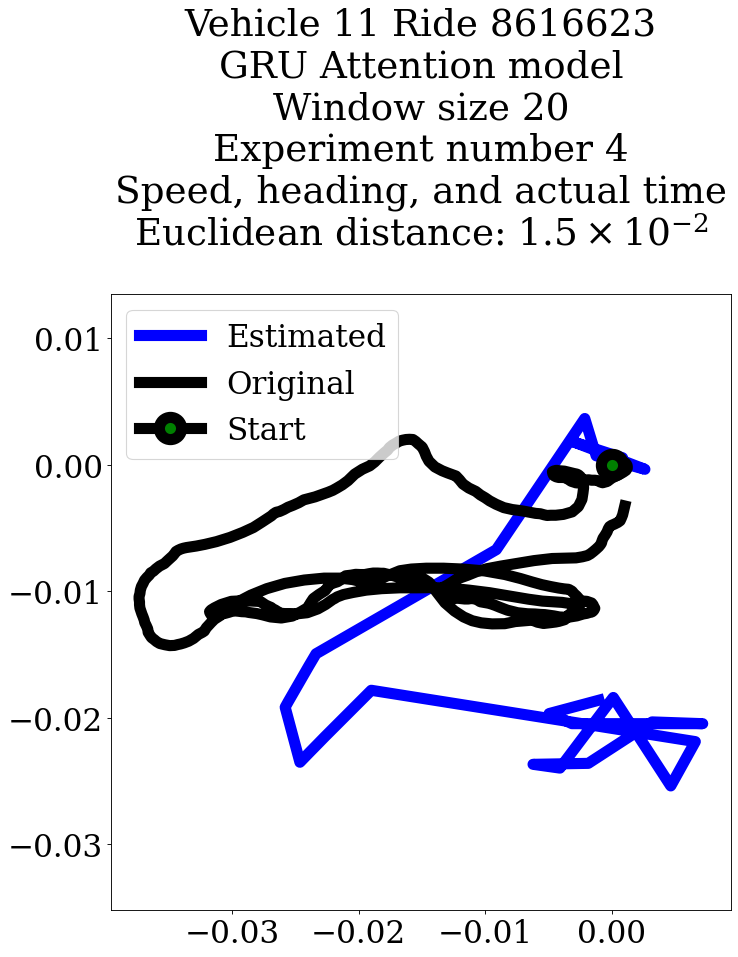 Vehicle 11 Ride 8616623
GRU Attention model
Window size 20
Experiment number 4
Speed, heading, and actual time
Euclidean distance: 1.5 × 10⁻²
Estimated
Original
Start
0.01
0.00
−0.01
−0.02
−0.03
−0.03 −0.02 −0.01 0.00